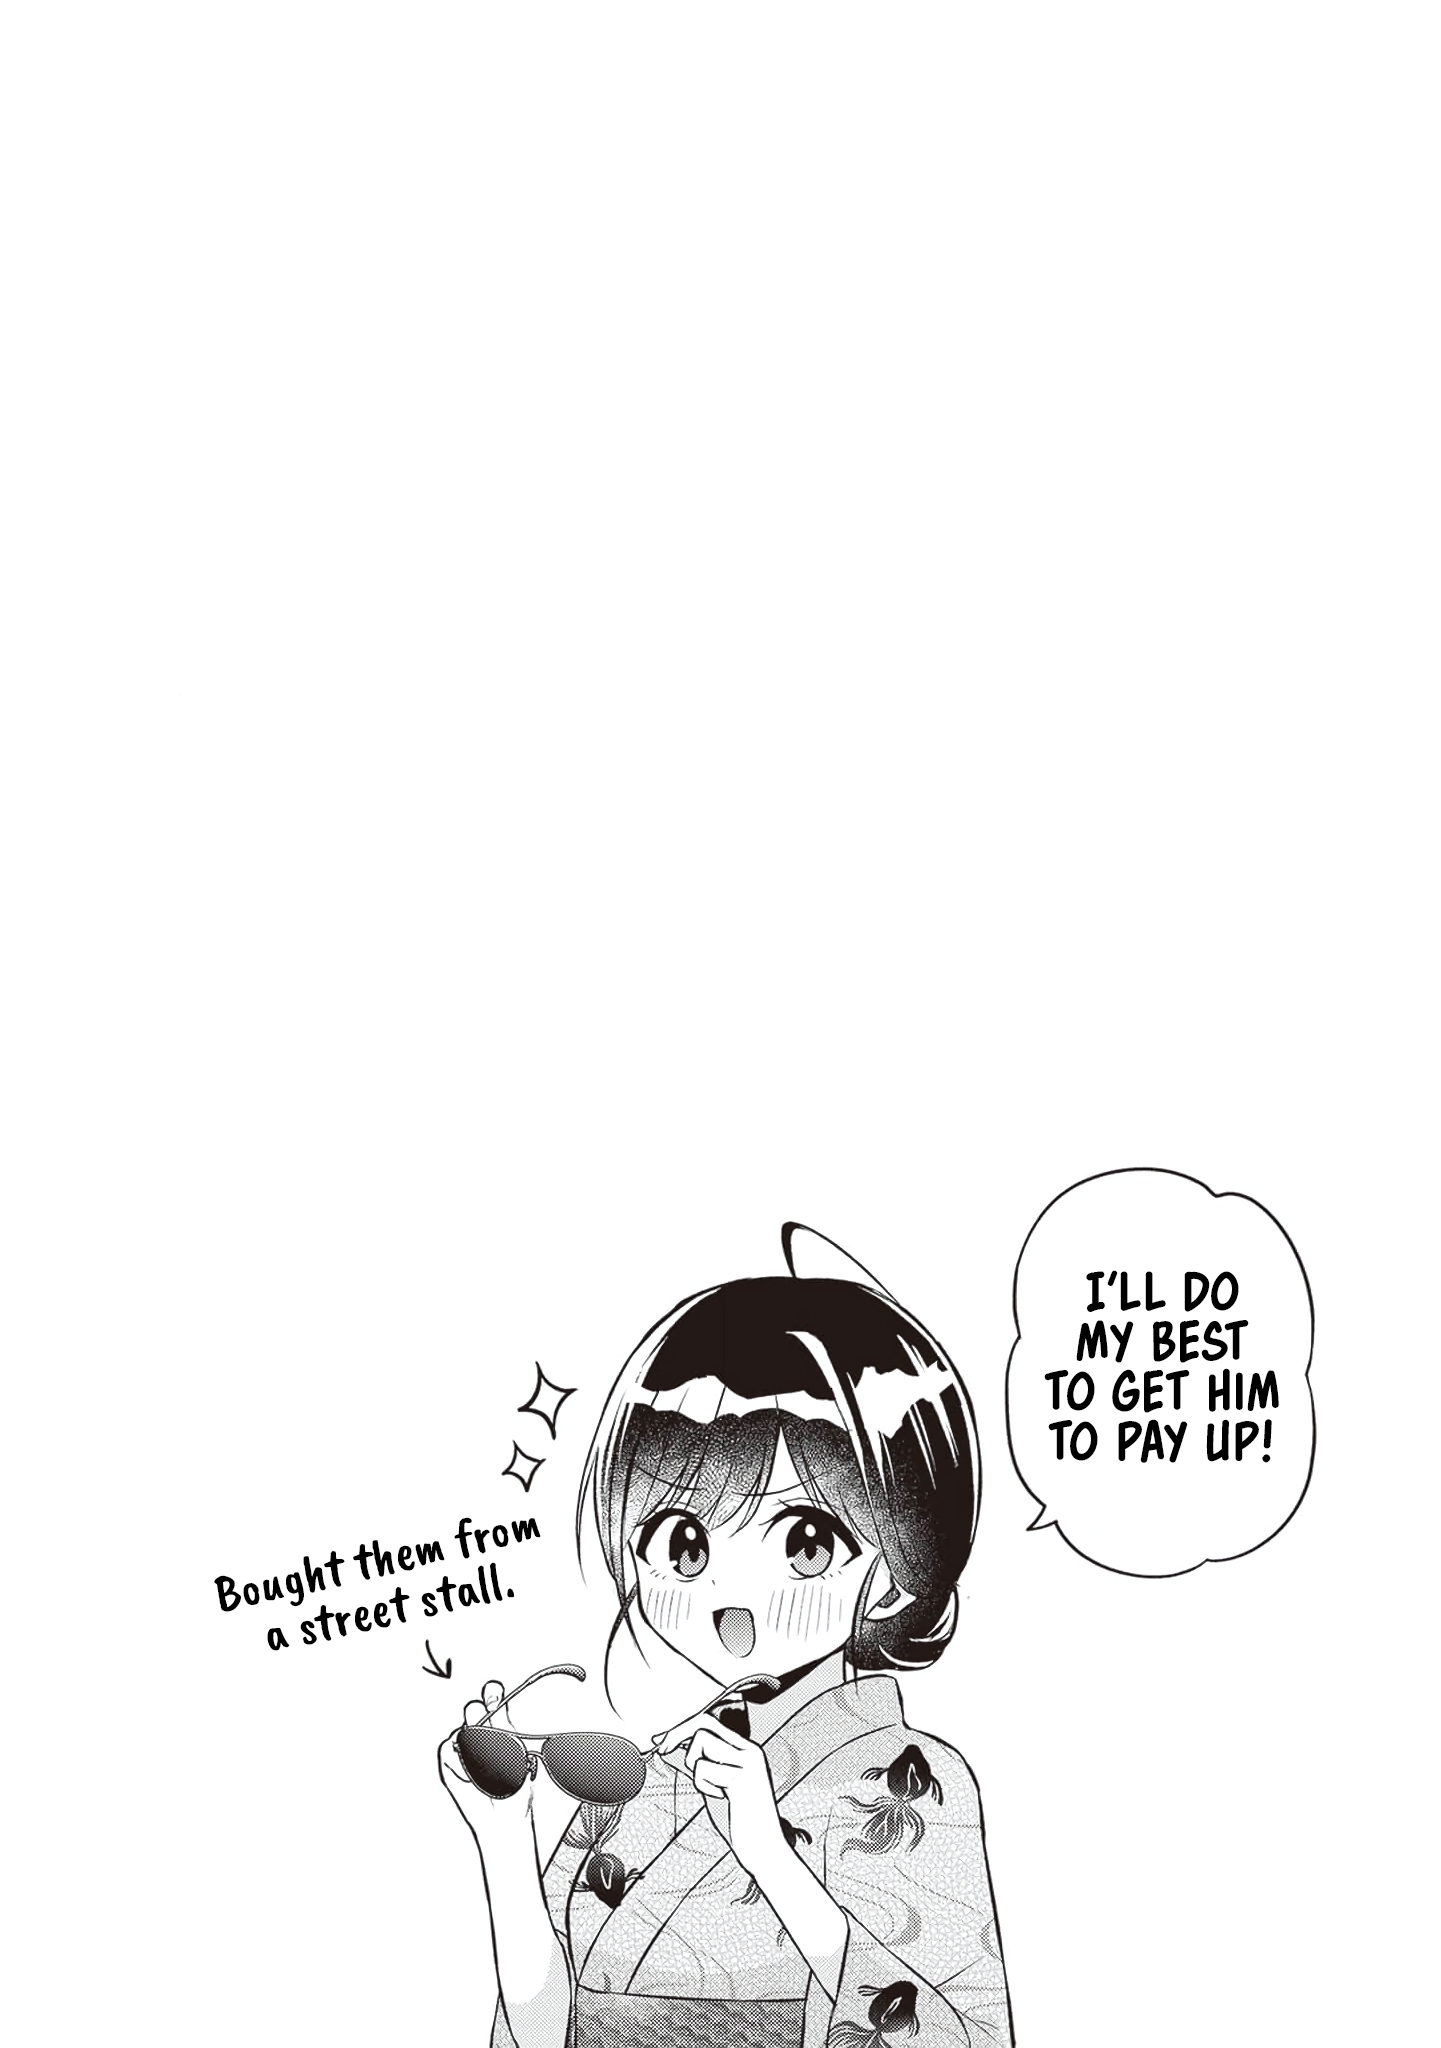 I'LL DO
MY BEST
TO GET HIM
TO PAY UP!
Bought them from
a street stall.